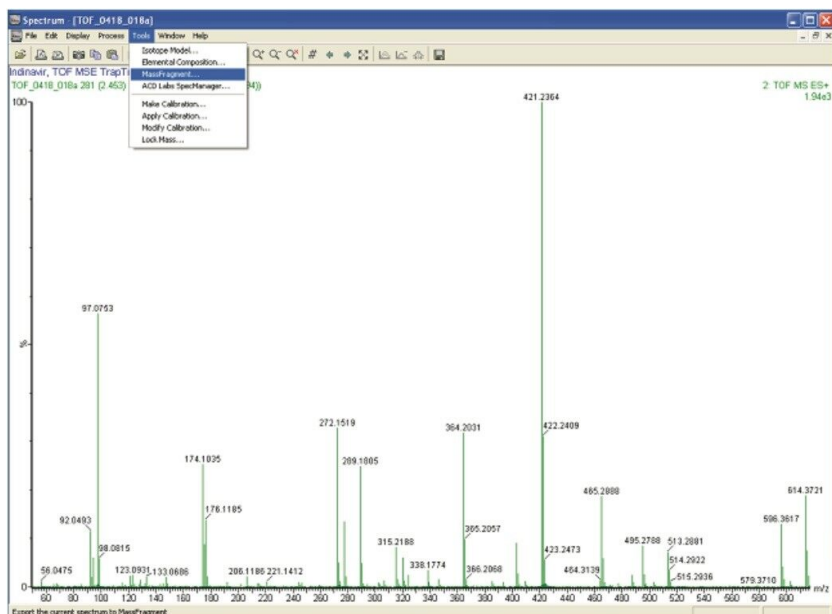 Spectrum - [TOF_0418_018a]
File Edit Display Process Tools Window Help
Isotope Model...
Elemental Composition...
MassFragment...
ACD Labs SpecManager...
Make Calibration...
Apply Calibration...
Modify Calibration...
Lock Mass...
Indinavir, TOF MSE
TOF_0418_018a 281 (2.453)
2: TOF MS ES+
1.94e3
100
%
0
421.2364
97.0753
272.1519
364.2031
422.2409
289.1885
174.1035
176.1185
92.0493
465.2888
614.3721
365.2057
596.3617
315.2188
495.2788
513.2881
98.0815
423.2473
338.1774
514.2922
56.0475
123.0931
133.0686
206.1186
221.1412
366.2068
464.3139
515.2936
579.3710
60 80 100 120 140 160 180 200 220 240 260 280 300 320 340 360 380 400 420 440 460 480 500 520 540 560 580 600
m/z
Export the current spectrum to MassFragment